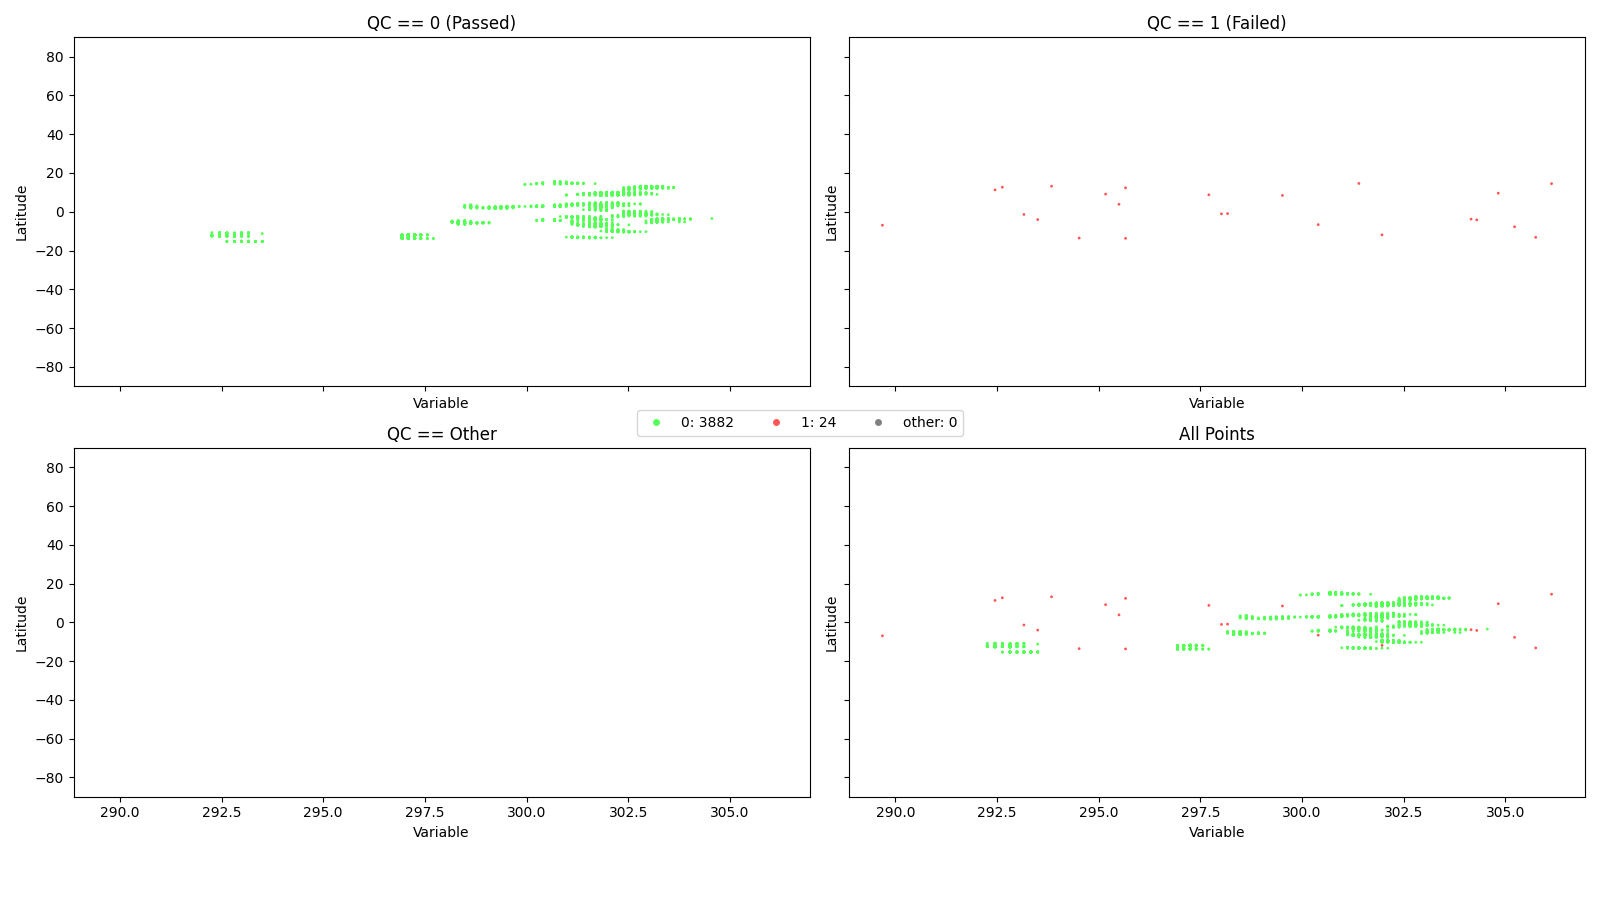 QC == 0 (Passed)
QC == 1 (Failed)
80
60
40
20
0
−20
−40
−60
−80
Latitude
Latitude
Variable
Variable
0: 3882 1: 24 other: 0
QC == Other
All Points
80
60
40
20
0
−20
−40
−60
−80
Latitude
Latitude
290.0 292.5 295.0 297.5 300.0 302.5 305.0
290.0 292.5 295.0 297.5 300.0 302.5 305.0
Variable
Variable